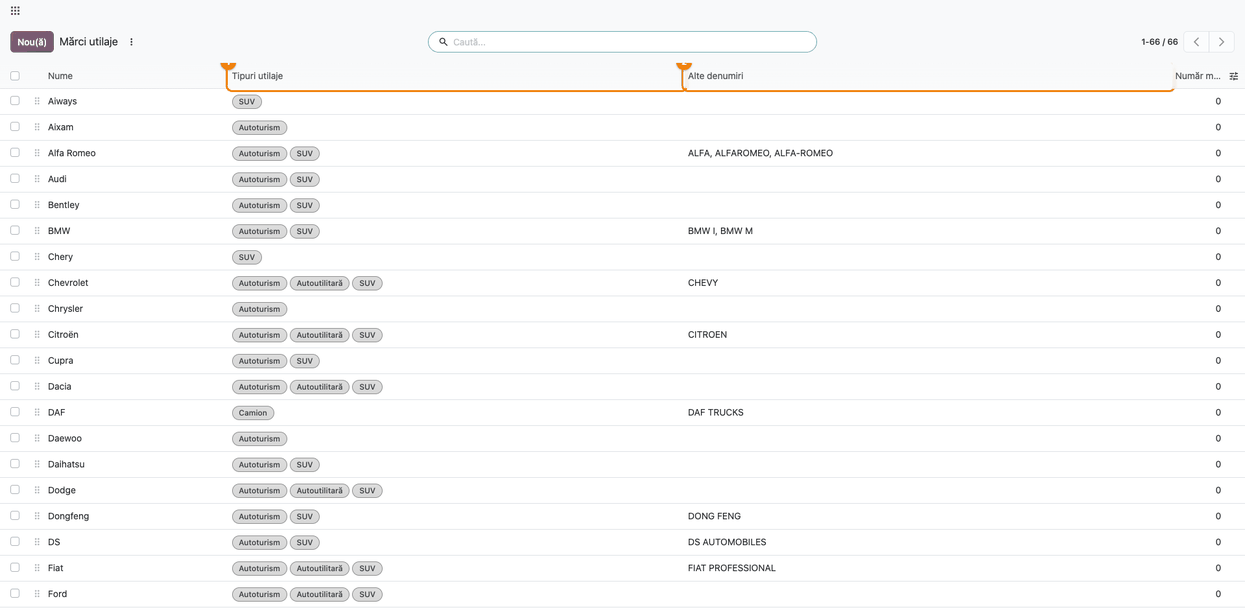 Nou(ă) Mărci utilaje Caută... 1-66 / 66
Nume Tipuri utilaje Alte denumiri Număr m...
Aiways SUV 0
Aixam Autoturism 0
Alfa Romeo Autoturism SUV ALFA, ALFAROMEO, ALFA-ROMEO 0
Audi Autoturism SUV 0
Bentley Autoturism SUV 0
BMW Autoturism SUV BMW I, BMW M 0
Chery SUV 0
Chevrolet Autoturism Autoutilitară SUV CHEVY 0
Chrysler Autoturism 0
Citroën Autoturism Autoutilitară SUV CITROEN 0
Cupra Autoturism SUV 0
Dacia Autoturism Autoutilitară SUV 0
DAF Camion DAF TRUCKS 0
Daewoo Autoturism 0
Daihatsu Autoturism SUV 0
Dodge Autoturism Autoutilitară SUV 0
Dongfeng Autoturism SUV DONG FENG 0
DS Autoturism SUV DS AUTOMOBILES 0
Fiat Autoturism Autoutilitară SUV FIAT PROFESSIONAL 0
Ford Autoturism Autoutilitară SUV 0